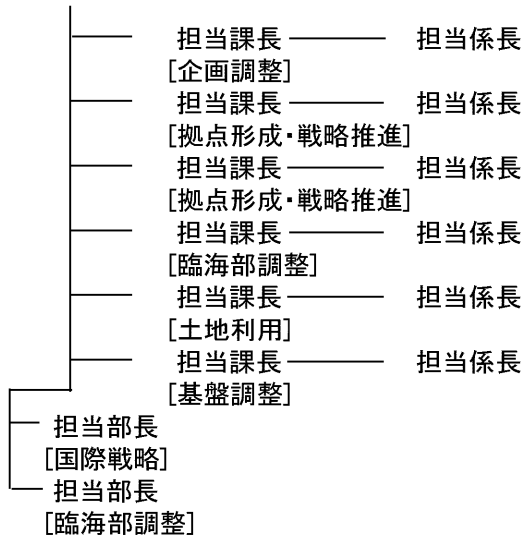 担当課長 担当係長
[企画調整]
担当課長 担当係長
[拠点形成・戦略推進]
担当課長 担当係長
[拠点形成・戦略推進]
担当課長 担当係長
[臨海部調整]
担当課長 担当係長
[土地利用]
担当課長 担当係長
[基盤調整]
担当部長
[国際戦略]
担当部長
[臨海部調整]